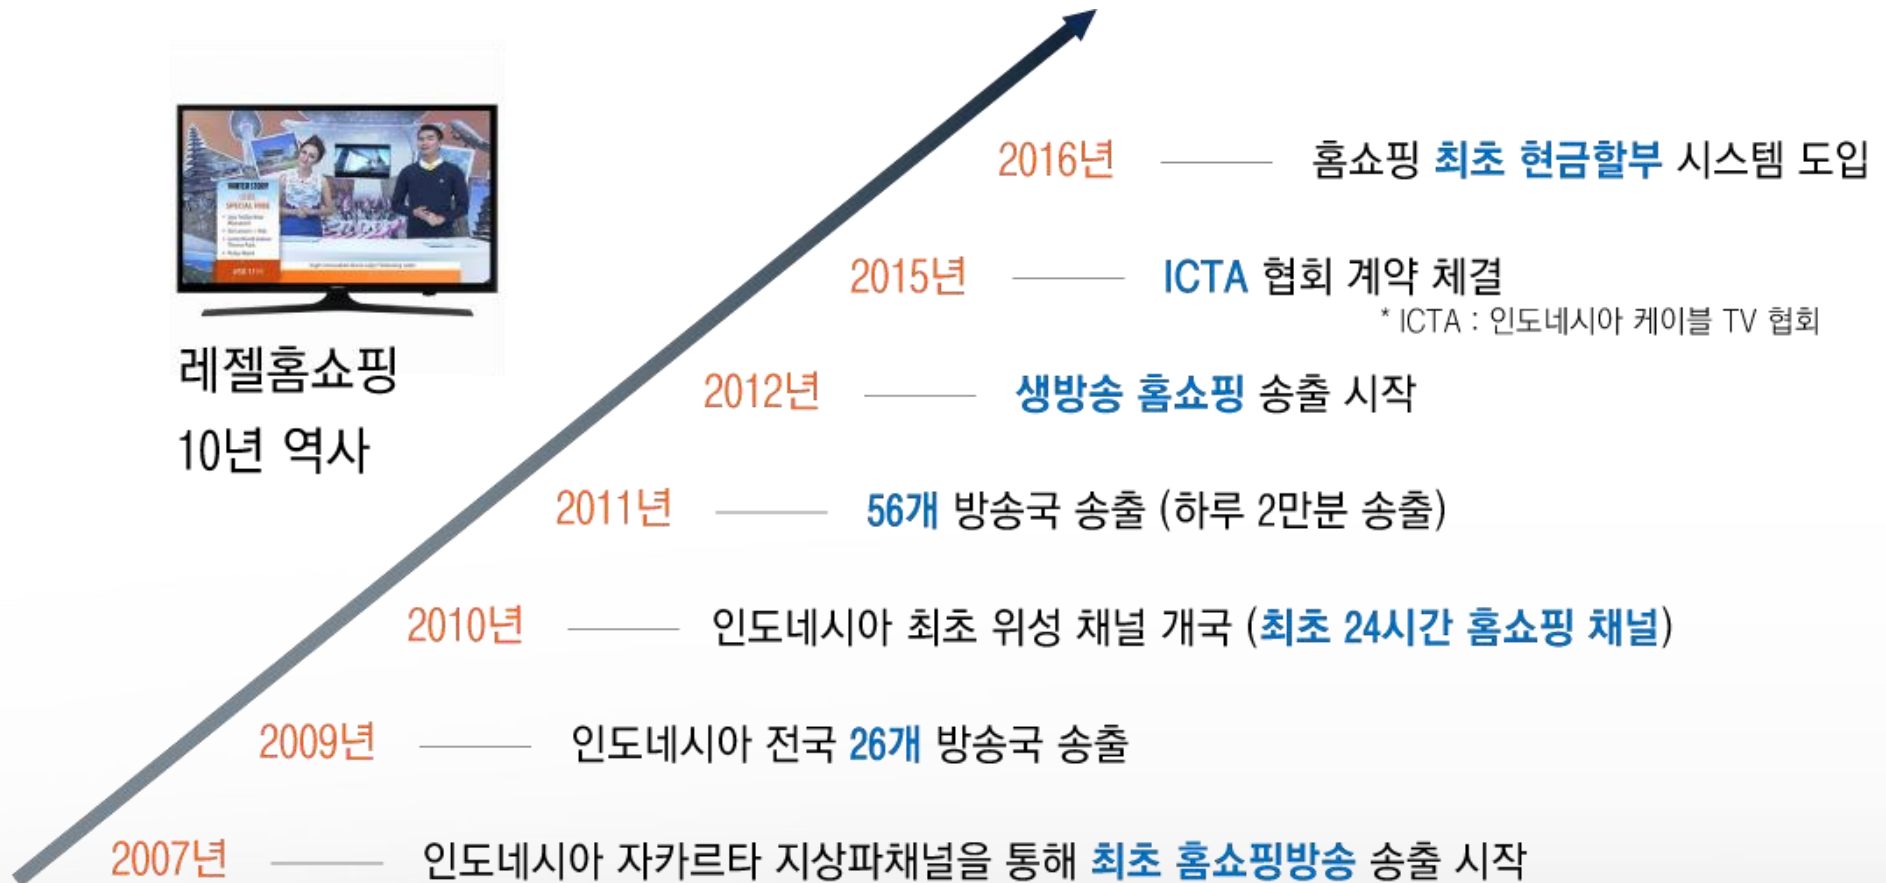 2016년 홈쇼핑 최초 현금할부 시스템 도입
2015년 ICTA 협회 계약 체결
* ICTA : 인도네시아 케이블 TV 협회
레젤홈쇼핑
10년 역사
2012년 생방송 홈쇼핑 송출 시작
2011년 56개 방송국 송출 (하루 2만분 송출)
2010년 인도네시아 최초 위성 채널 개국 (최초 24시간 홈쇼핑 채널)
2009년 인도네시아 전국 26개 방송국 송출
2007년 인도네시아 자카르타 지상파채널을 통해 최초 홈쇼핑방송 송출 시작
WINTER STORY
SPECIAL PRICE